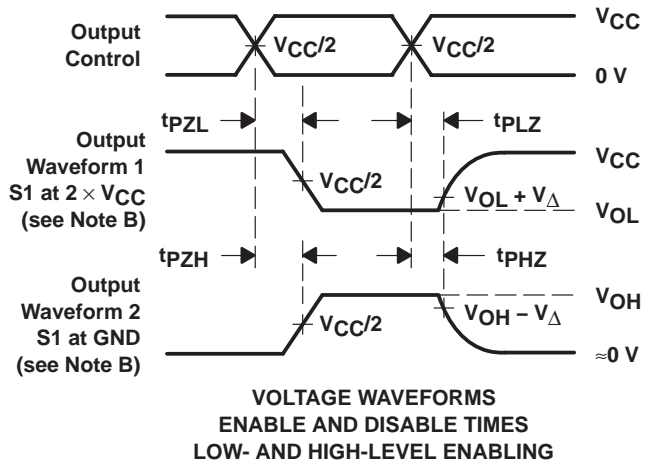 Output
Control
VCC/2
VCC/2
VCC
0 V
tPZL
tPLZ
Output
Waveform 1
S1 at 2 × VCC
(see Note B)
VCC/2
VOL + VΔ
VCC
VOL
tPZH
tPHZ
Output
Waveform 2
S1 at GND
(see Note B)
VCC/2
VOH − VΔ
VOH
≈0 V
VOLTAGE WAVEFORMS
ENABLE AND DISABLE TIMES
LOW- AND HIGH-LEVEL ENABLING